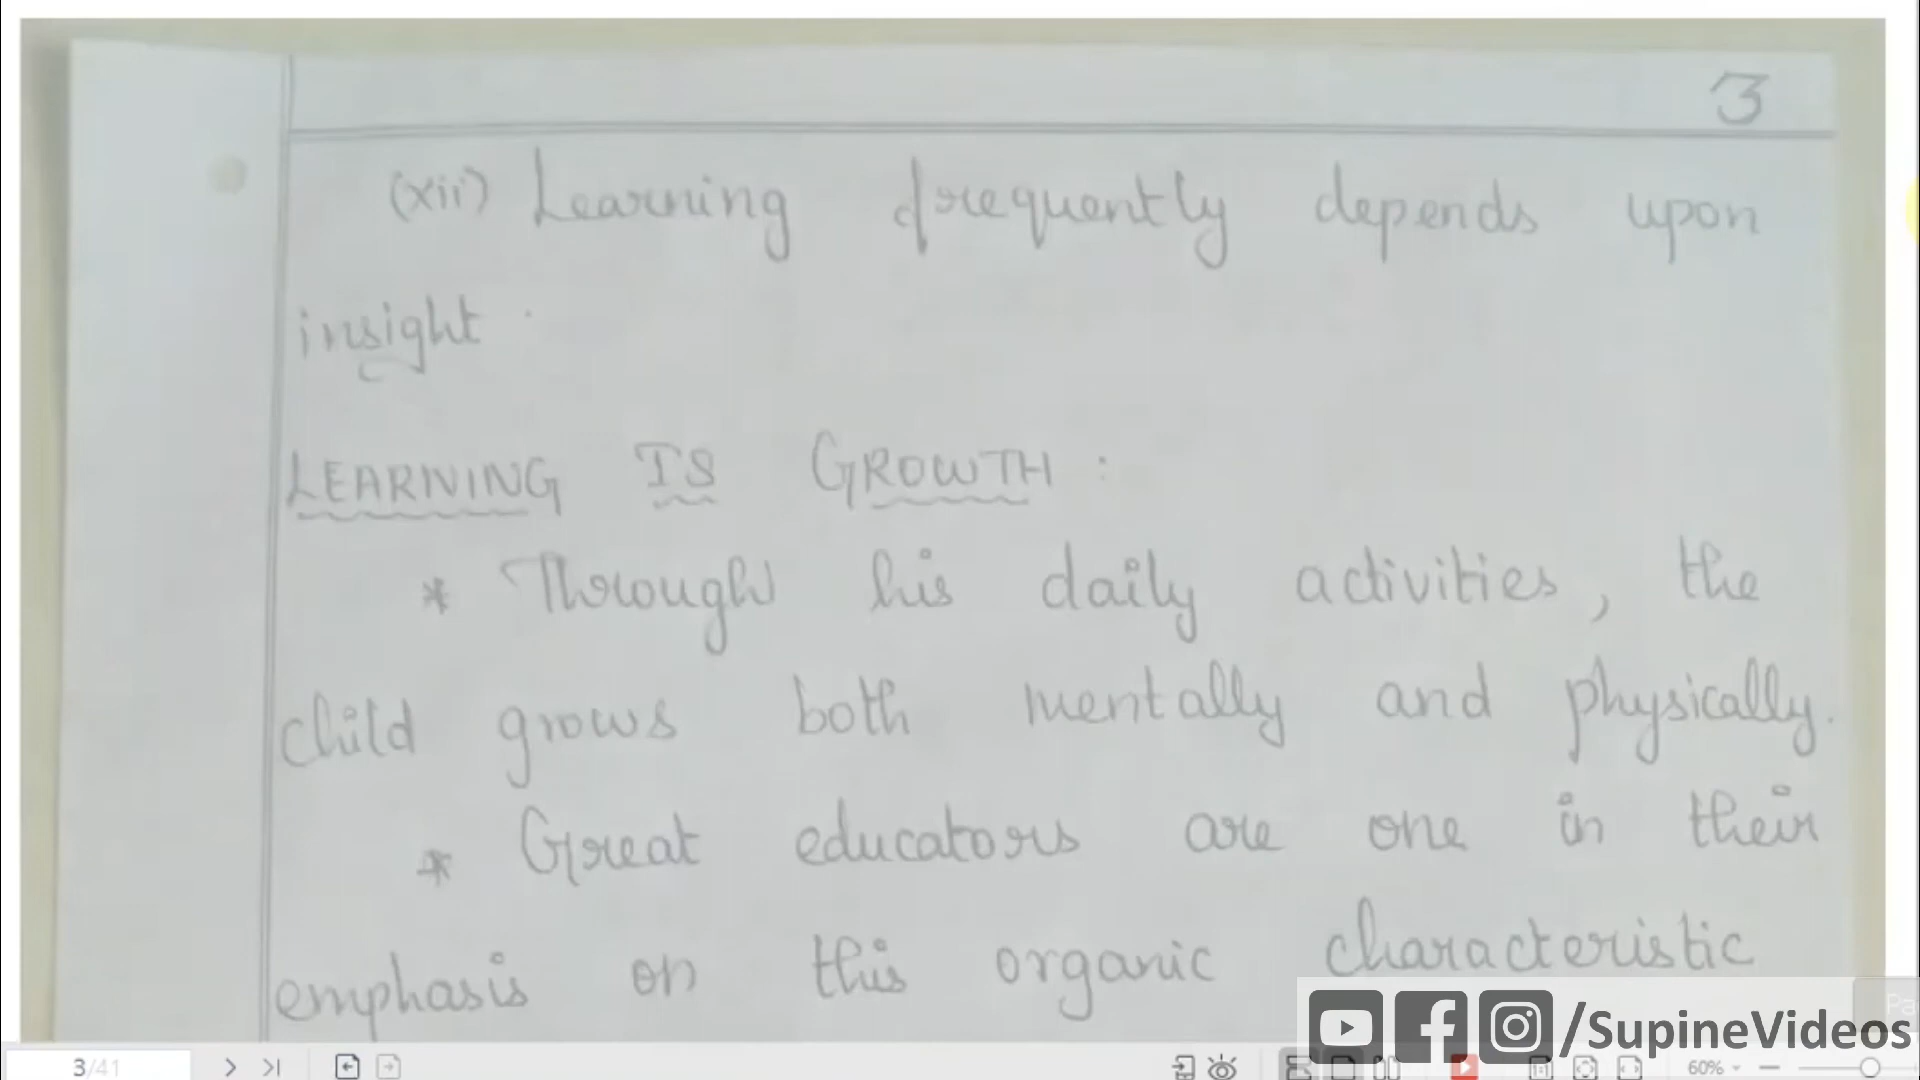 3
(xii) Learning frequently depends upon
insight.
LEARNING IS GROWTH :
* Through his daily activities, the
child grows both mentally and physically.
* Great educators are one in their
emphasis on this organic characteristic
/SupineVideos
3/41
60%